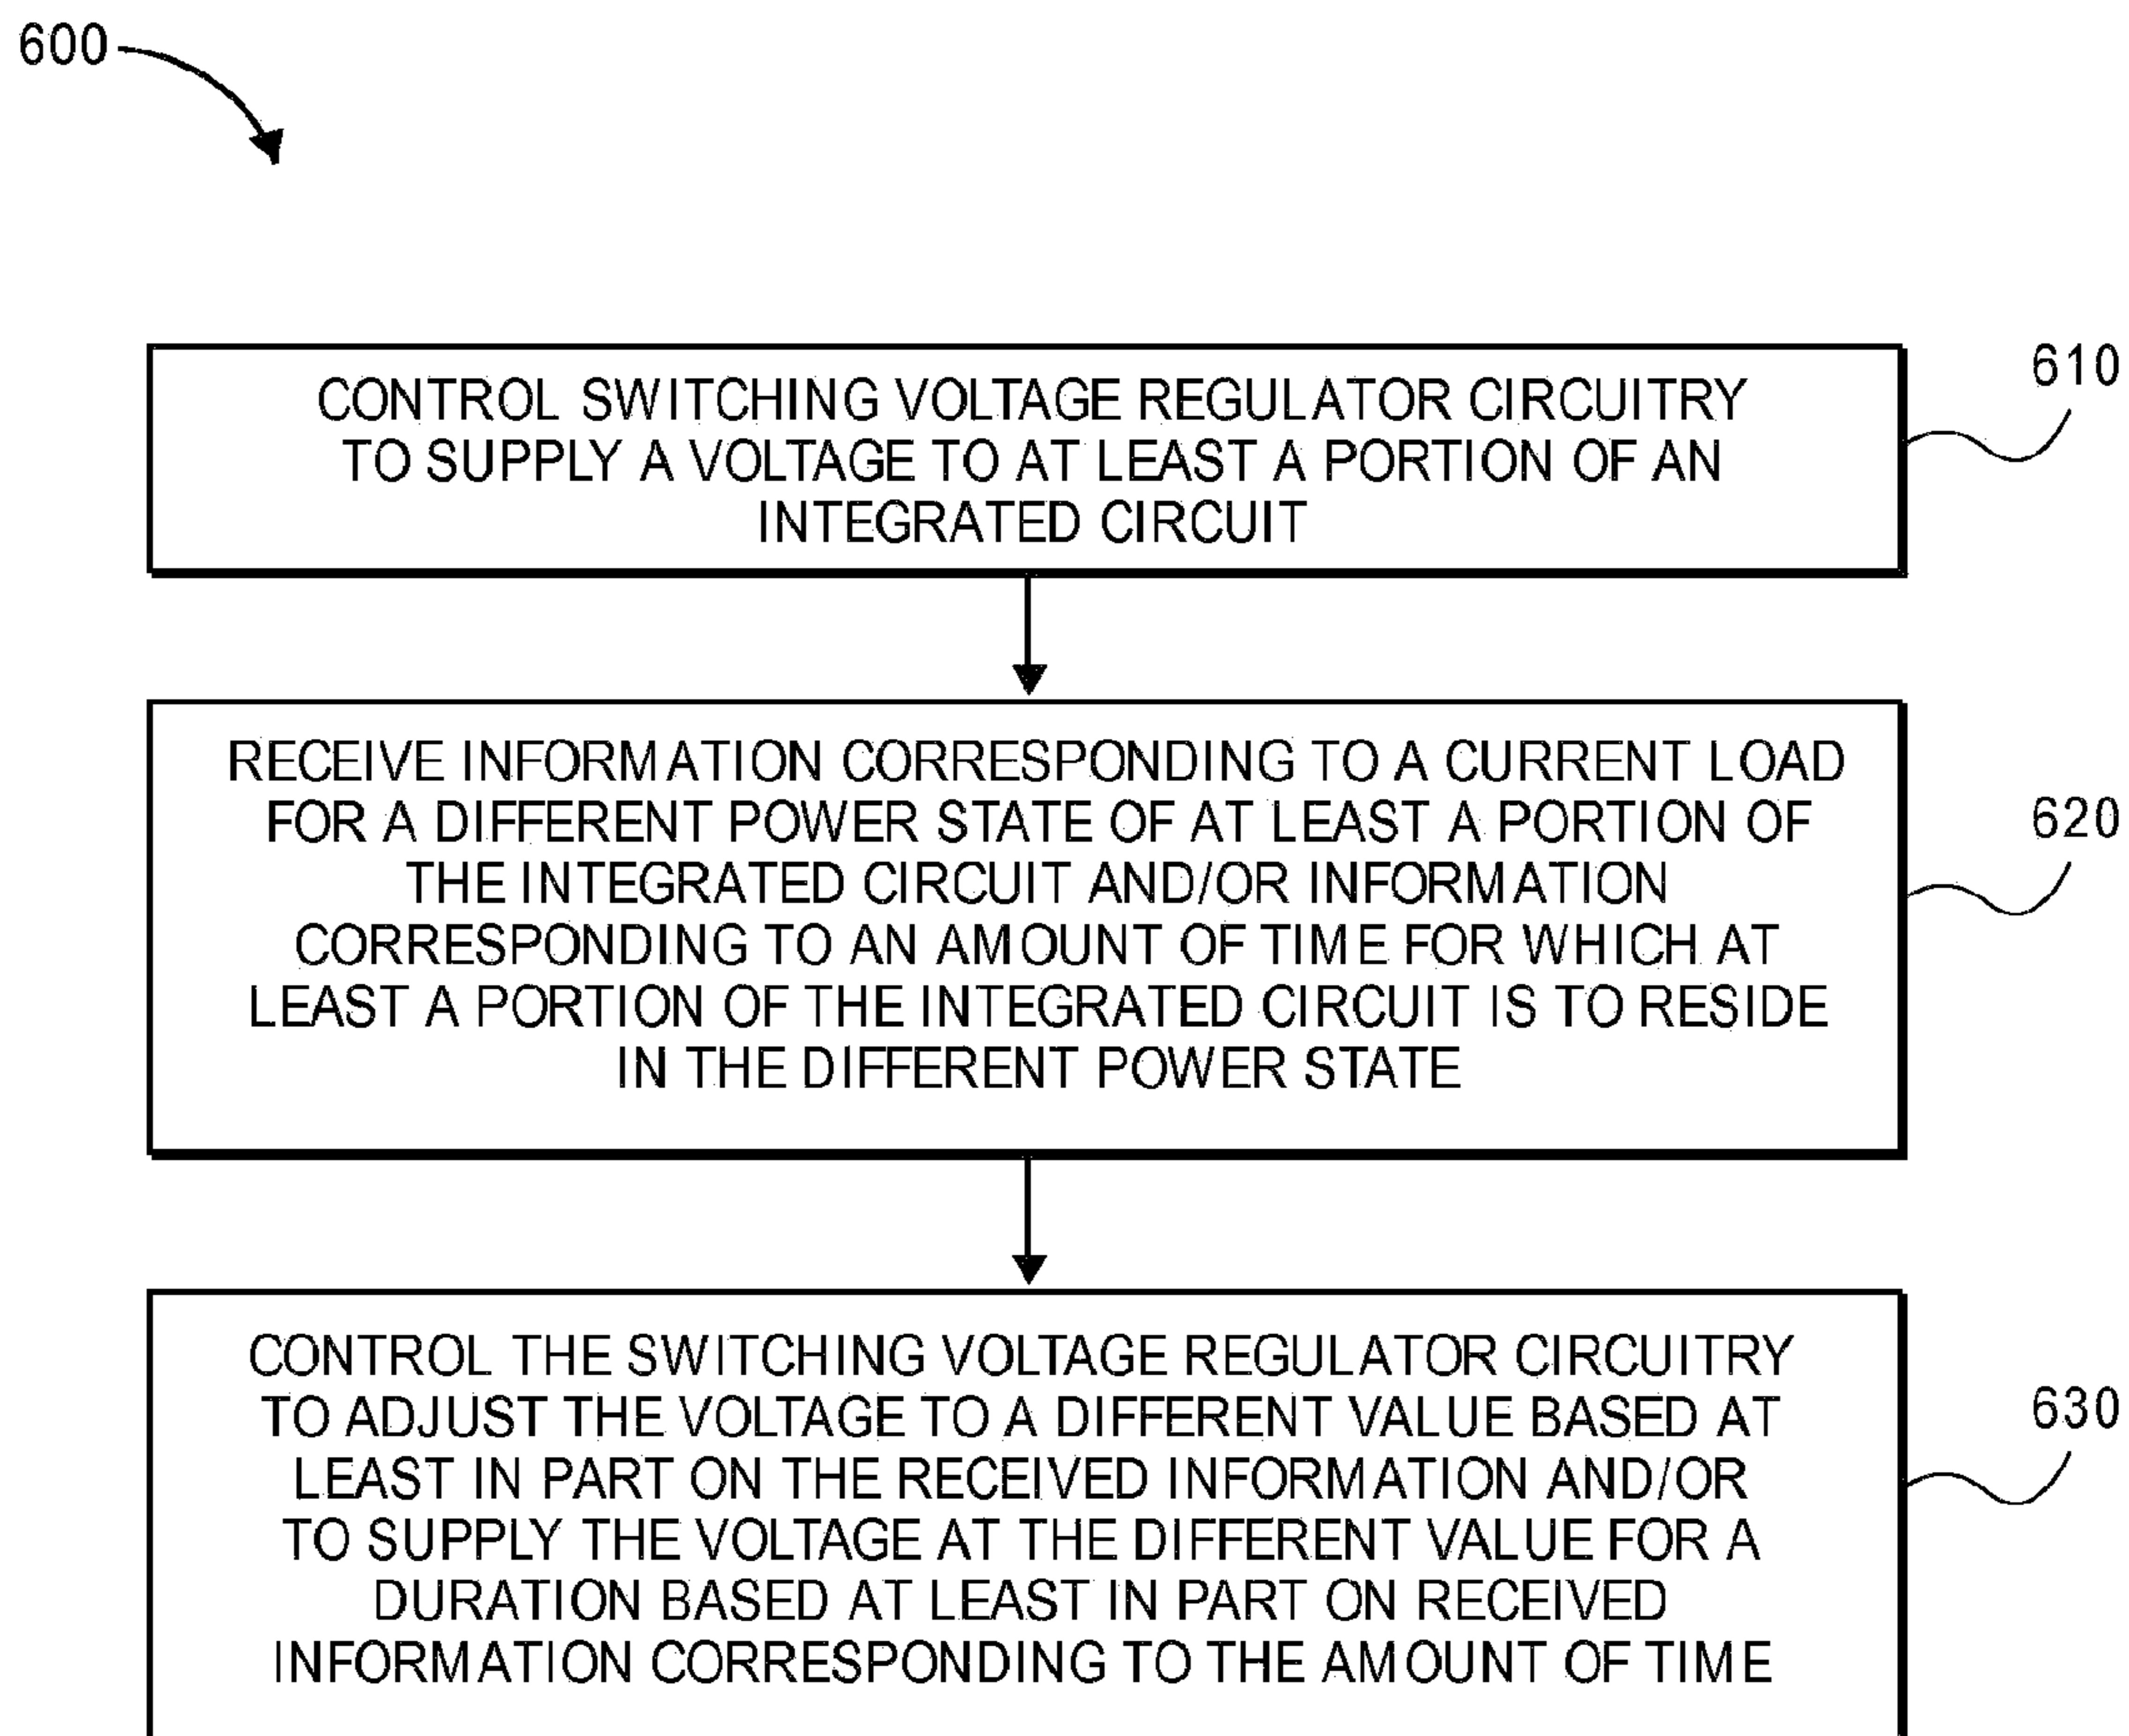 600
CONTROL SWITCHING VOLTAGE REGULATOR CIRCUITRY
TO SUPPLY A VOLTAGE TO AT LEAST A PORTION OF AN
INTEGRATED CIRCUIT
610
RECEIVE INFORMATION CORRESPONDING TO A CURRENT LOAD
FOR A DIFFERENT POWER STATE OF AT LEAST A PORTION OF
THE INTEGRATED CIRCUIT AND/OR INFORMATION
CORRESPONDING TO AN AMOUNT OF TIME FOR WHICH AT
LEAST A PORTION OF THE INTEGRATED CIRCUIT IS TO RESIDE
IN THE DIFFERENT POWER STATE
620
CONTROL THE SWITCHING VOLTAGE REGULATOR CIRCUITRY
TO ADJUST THE VOLTAGE TO A DIFFERENT VALUE BASED AT
LEAST IN PART ON THE RECEIVED INFORMATION AND/OR
TO SUPPLY THE VOLTAGE AT THE DIFFERENT VALUE FOR A
DURATION BASED AT LEAST IN PART ON RECEIVED
INFORMATION CORRESPONDING TO THE AMOUNT OF TIME
630